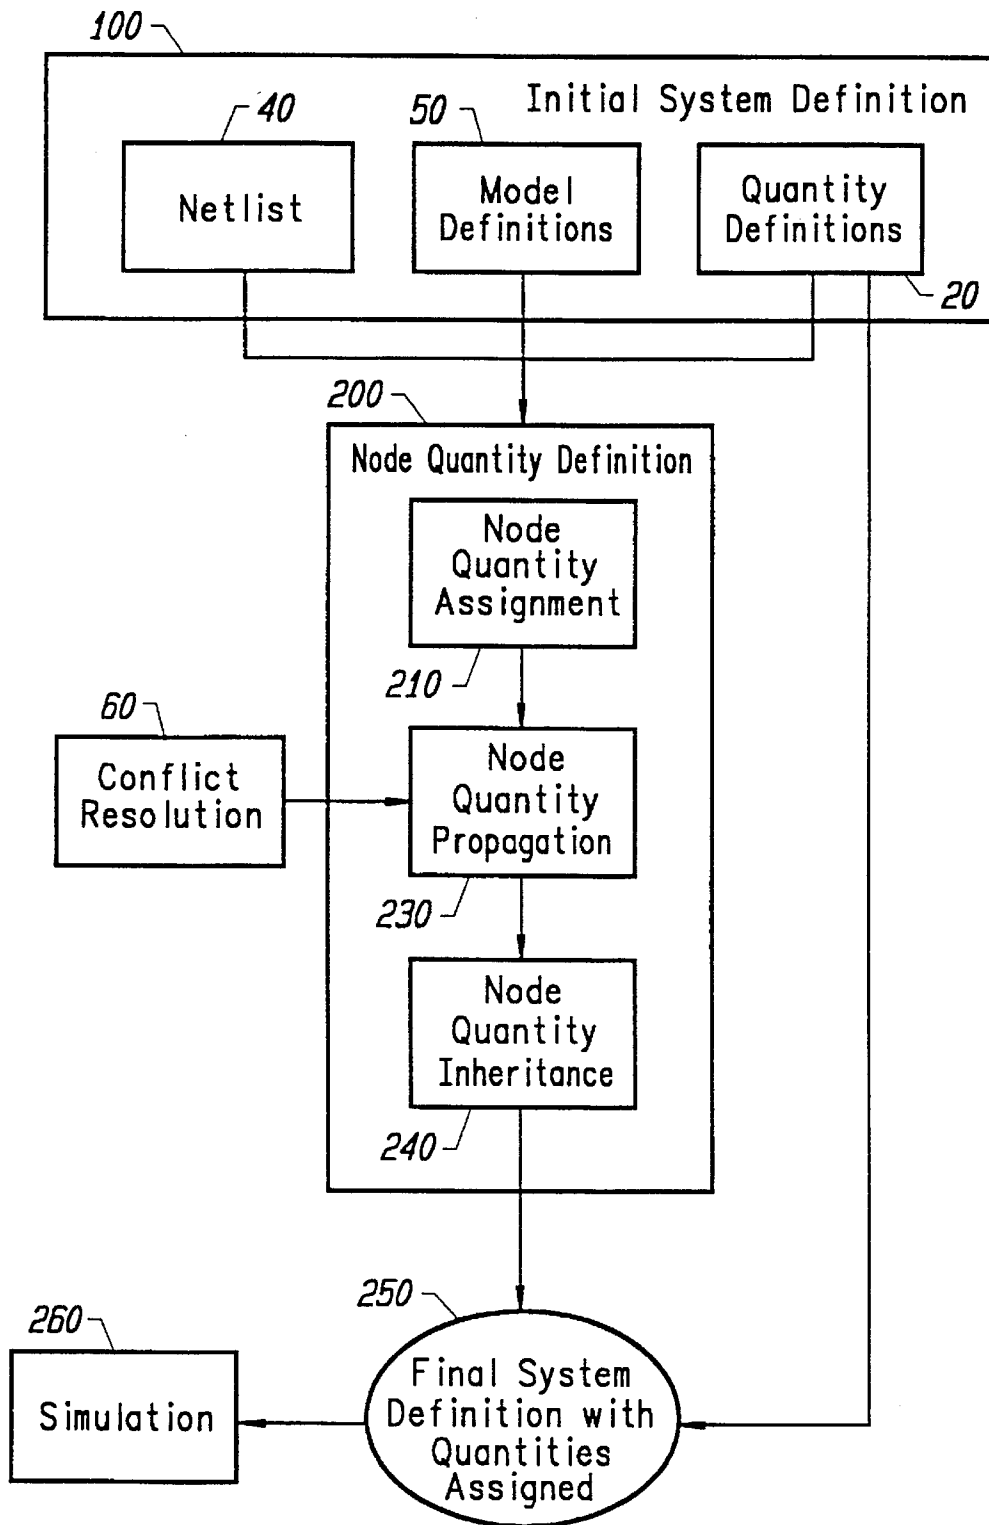 100
Initial System Definition
40
50
Netlist
Model
Definitions
Quantity
Definitions
20
200
Node Quantity Definition
Node
Quantity
Assignment
210
60
Conflict
Resolution
Node
Quantity
Propagation
230
Node
Quantity
Inheritance
240
250
260
Final System
Definition with
Quantities
Assigned
Simulation